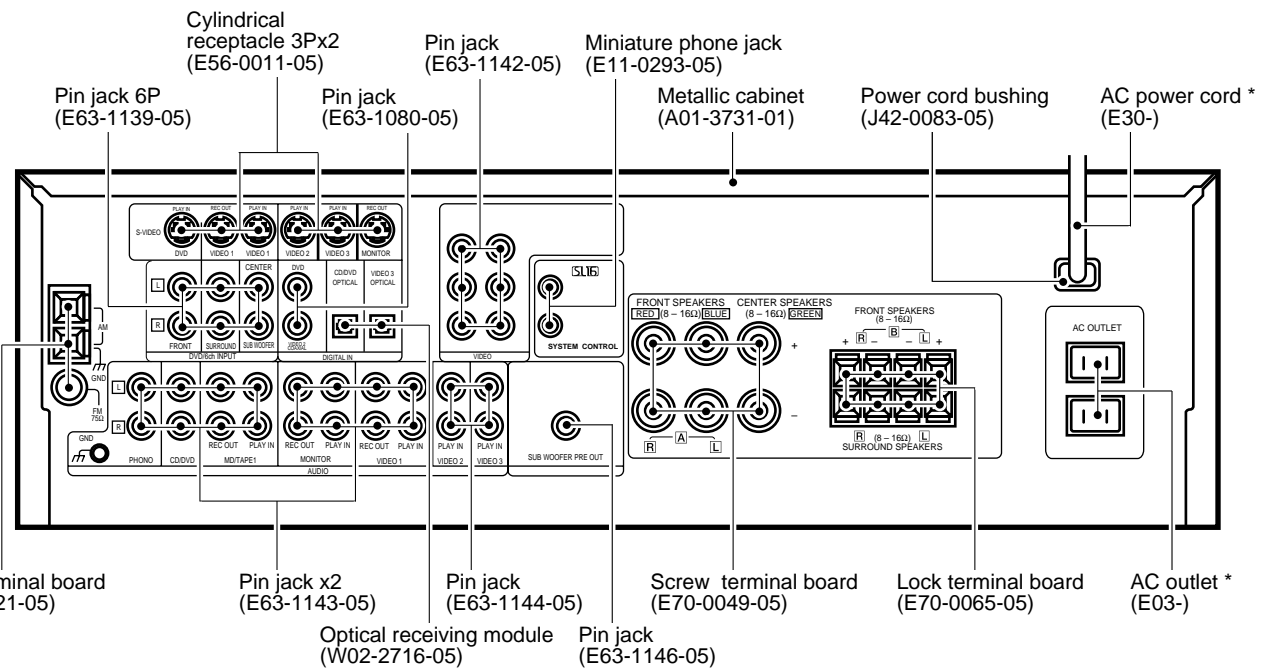 Cylindrical
receptacle 3Px2
(E56-0011-05)
Pin jack
(E63-1142-05)
Miniature phone jack
(E11-0293-05)
Pin jack 6P
(E63-1139-05)
Pin jack
(E63-1080-05)
Metallic cabinet
(A01-3731-01)
Power cord bushing
(J42-0083-05)
AC power cord *
(E30-)
PLAY IN REC OUT PLAY IN PLAY IN PLAY IN REC OUT
S-VIDEO
DVD VIDEO 1 VIDEO 1 VIDEO 2 VIDEO 3 MONITOR
CENTER DVD CD/DVD OPTICAL VIDEO 3 OPTICAL
L
R
FRONT SURROUND SUB WOOFER VIDEO 2 COAXIAL
DVD/6ch INPUT DIGITAL IN VIDEO
SL16
SYSTEM CONTROL
AM
GND
FM
75Ω
GND
L
R
REC OUT PLAY IN REC OUT PLAY IN REC OUT PLAY IN PLAY IN PLAY IN
PHONO CD/DVD MD/TAPE1 MONITOR VIDEO 1 VIDEO 2 VIDEO 3
AUDIO
SUB WOOFER PRE OUT
FRONT SPEAKERS CENTER SPEAKERS
RED (8 – 16Ω) BLUE (8 – 16Ω) GREEN
+
–
R A L
FRONT SPEAKERS
(8 – 16Ω)
+ R – B – L +
R (8 – 16Ω) L
SURROUND SPEAKERS
AC OUTLET
minal board
21-05)
Pin jack x2
(E63-1143-05)
Pin jack
(E63-1144-05)
Screw terminal board
(E70-0049-05)
Lock terminal board
(E70-0065-05)
AC outlet *
(E03-)
Optical receiving module
(W02-2716-05)
Pin jack
(E63-1146-05)